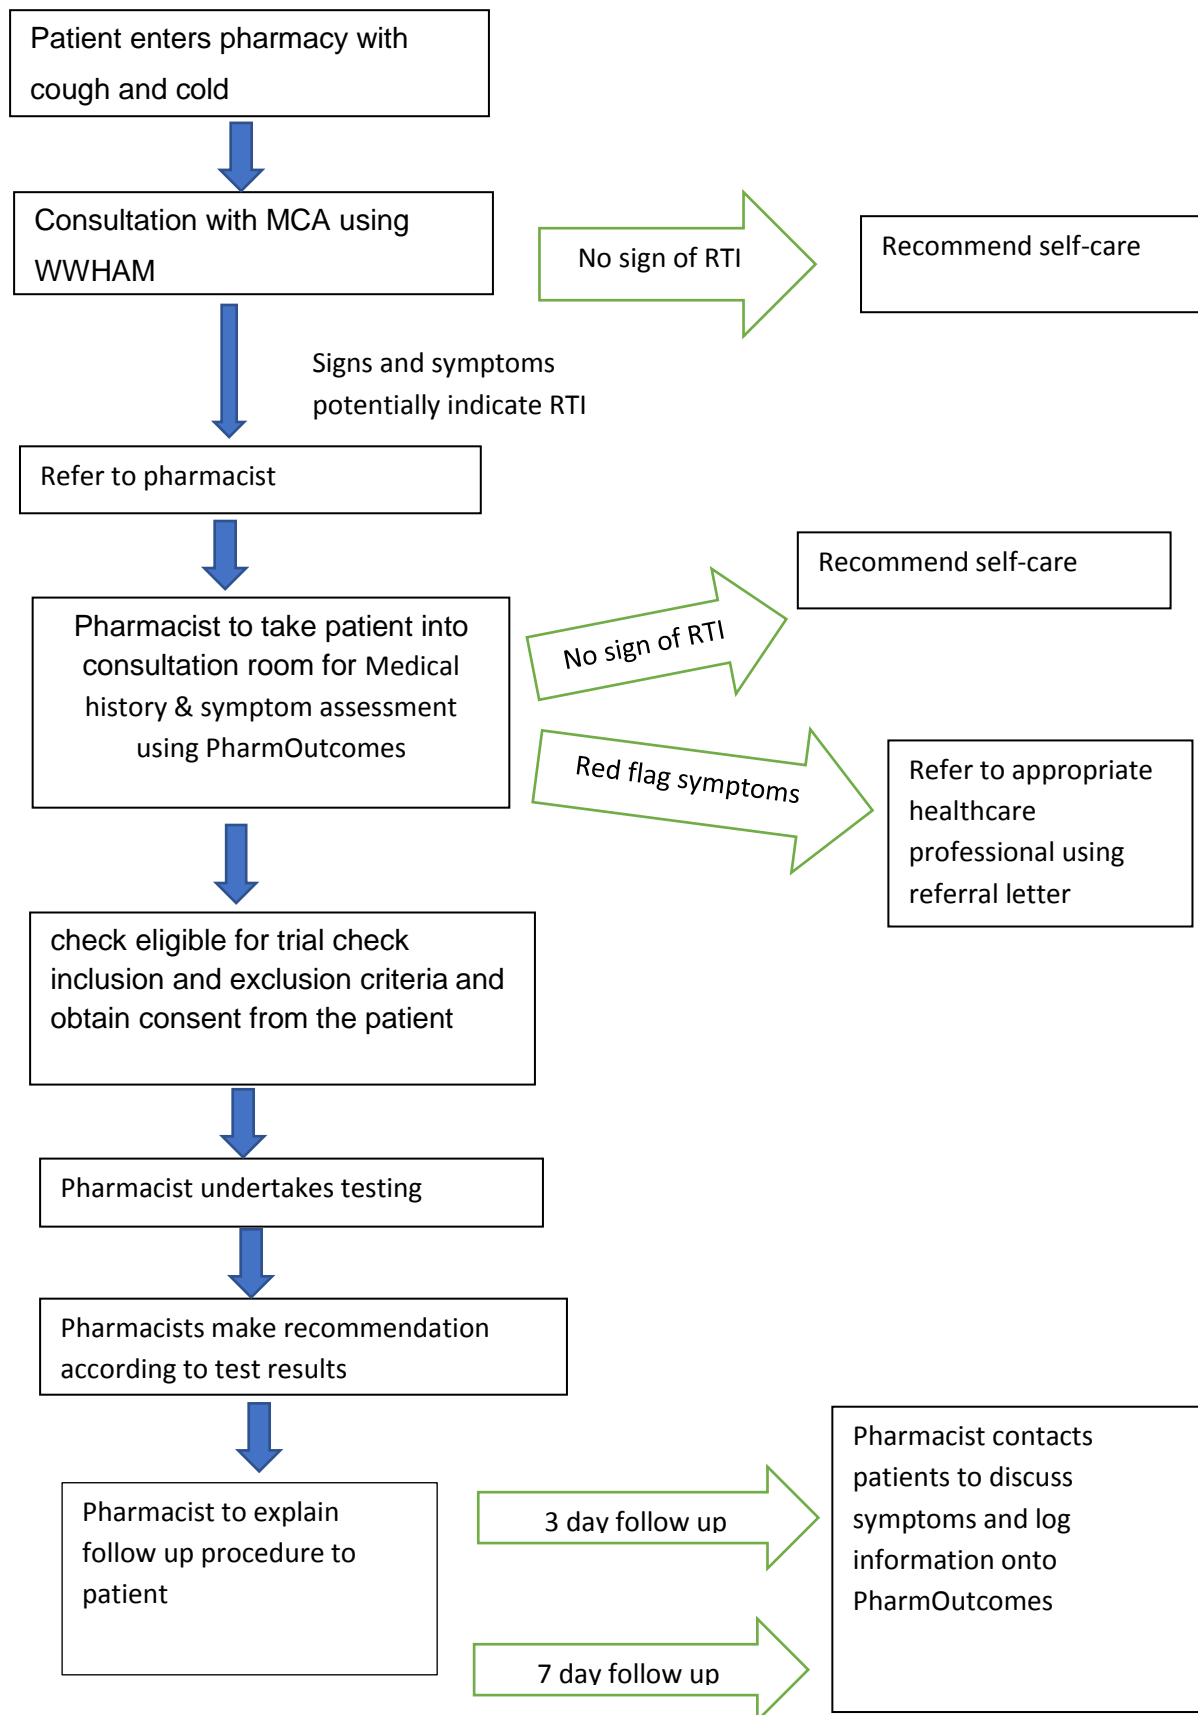 Patient enters pharmacy with
cough and cold
Consultation with MCA using
WWHAM
No sign of RTI
Recommend self-care
Signs and symptoms
potentially indicate RTI
Refer to pharmacist
Recommend self-care
Pharmacist to take patient into
consultation room for Medical
history & symptom assessment
using PharmOutcomes
No sign of RTI
Red flag symptoms
Refer to appropriate
healthcare
professional using
referral letter
check eligible for trial check
inclusion and exclusion criteria and
obtain consent from the patient
Pharmacist undertakes testing
Pharmacists make recommendation
according to test results
Pharmacist to explain
follow up procedure to
patient
3 day follow up
7 day follow up
Pharmacist contacts
patients to discuss
symptoms and log
information onto
PharmOutcomes